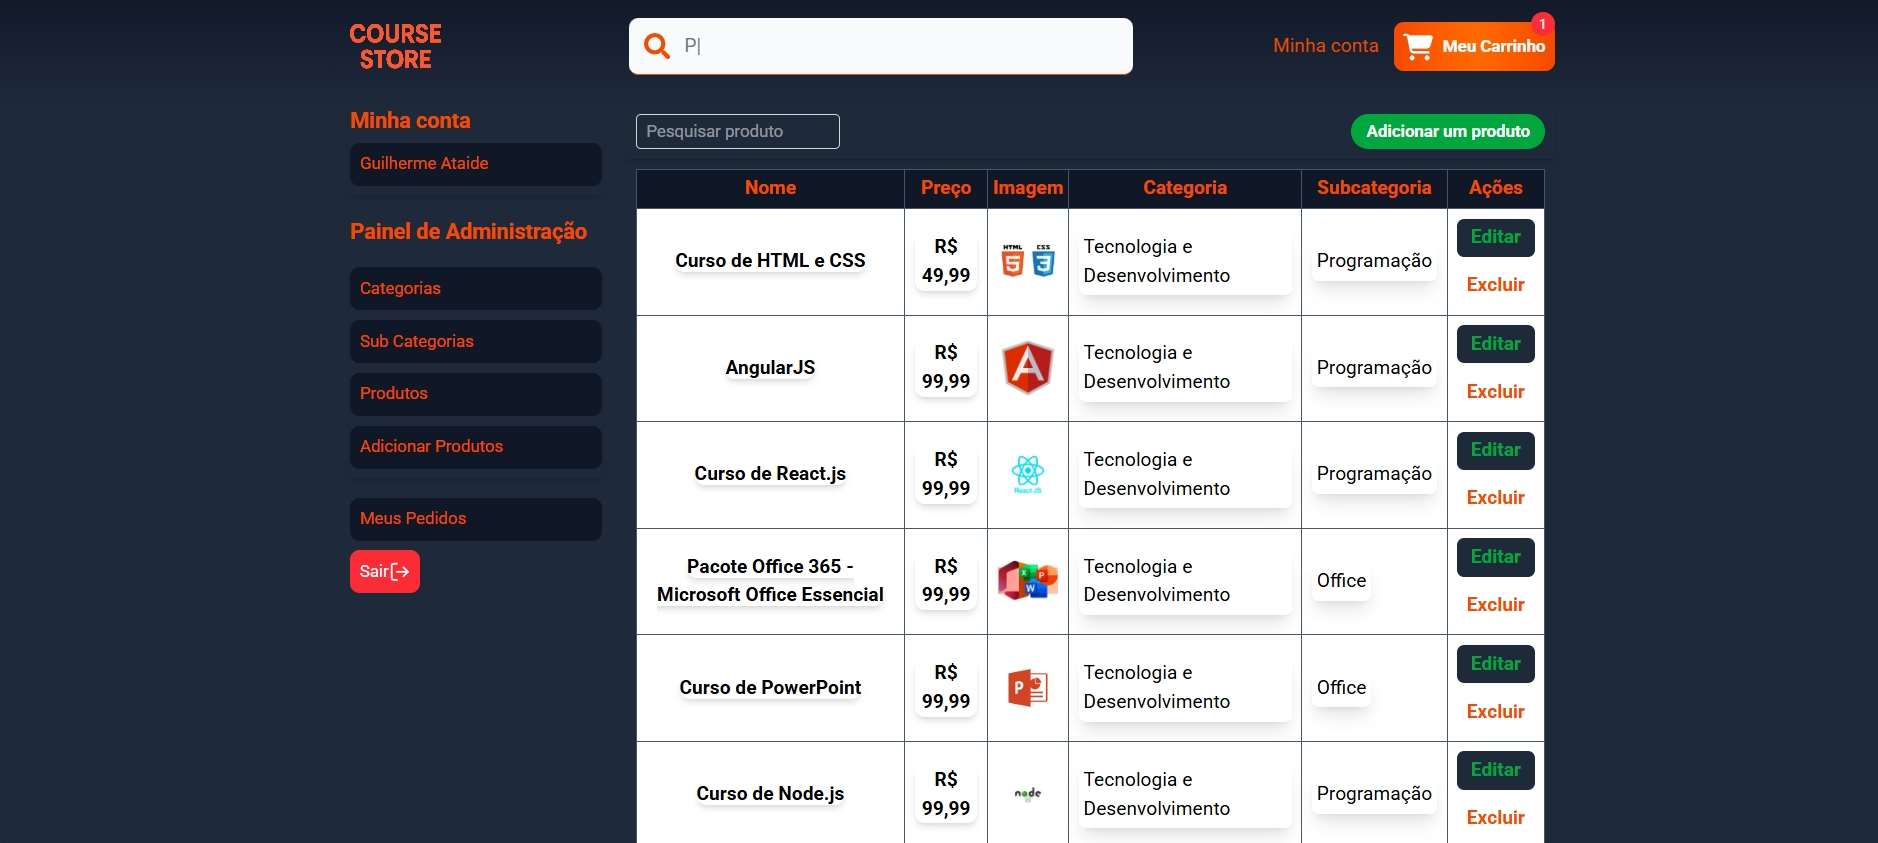 COURSE
STORE
P|
Minha conta
Meu Carrinho
1
Minha conta
Guilherme Ataide
Painel de Administração
Categorias
Sub Categorias
Produtos
Adicionar Produtos
Meus Pedidos
Sair
Pesquisar produto
Adicionar um produto
Nome Preço Imagem Categoria Subcategoria Ações
Curso de HTML e CSS
R$
49,99
HTML CSS
5 3
Tecnologia e
Desenvolvimento
Programação
Editar
Excluir
AngularJS
R$
99,99
A
Tecnologia e
Desenvolvimento
Programação
Editar
Excluir
Curso de React.js
R$
99,99
React JS
Tecnologia e
Desenvolvimento
Programação
Editar
Excluir
Pacote Office 365 -
Microsoft Office Essencial
R$
99,99
X P
W
Tecnologia e
Desenvolvimento
Office
Editar
Excluir
Curso de PowerPoint
R$
99,99
P
Tecnologia e
Desenvolvimento
Office
Editar
Excluir
Curso de Node.js
R$
99,99
node
Tecnologia e
Desenvolvimento
Programação
Editar
Excluir